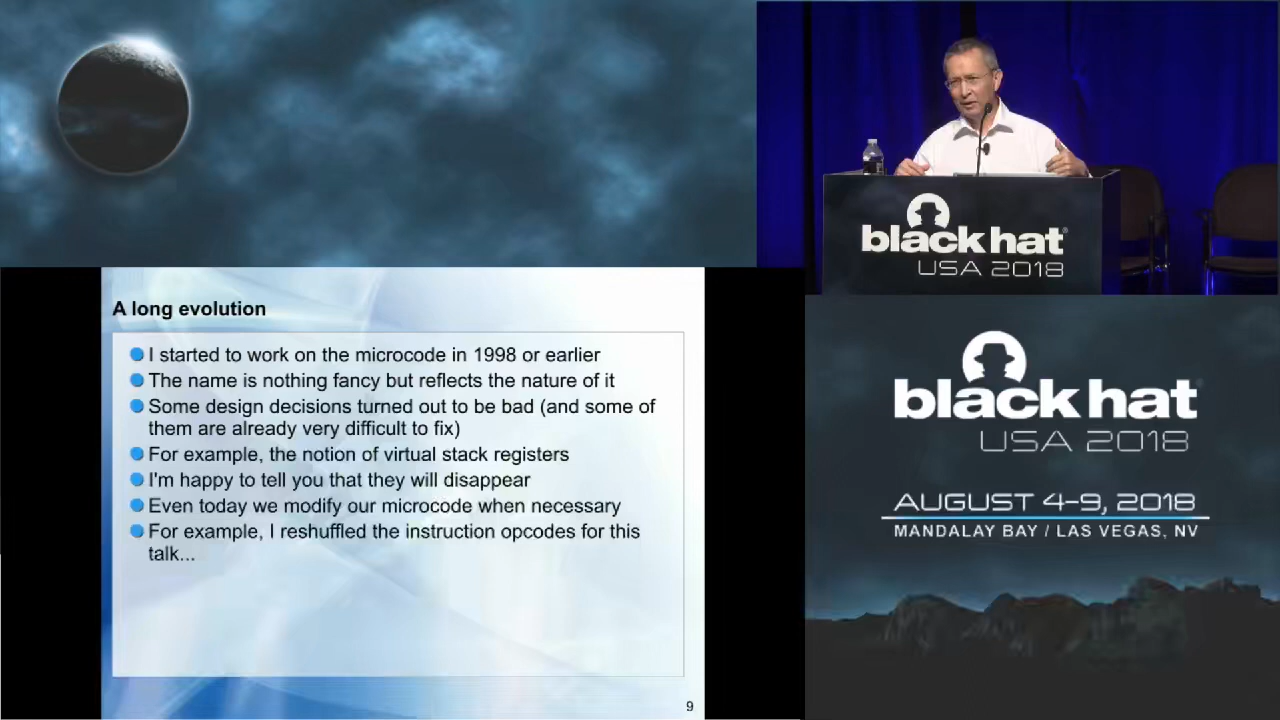 black hat
USA 2018
A long evolution
I started to work on the microcode in 1998 or earlier
The name is nothing fancy but reflects the nature of it
Some design decisions turned out to be bad (and some of
them are already very difficult to fix)
For example, the notion of virtual stack registers
I'm happy to tell you that they will disappear
Even today we modify our microcode when necessary
For example, I reshuffled the instruction opcodes for this
talk...
9
black hat
USA 2018
AUGUST 4–9, 2018
MANDALAY BAY / LAS VEGAS, NV